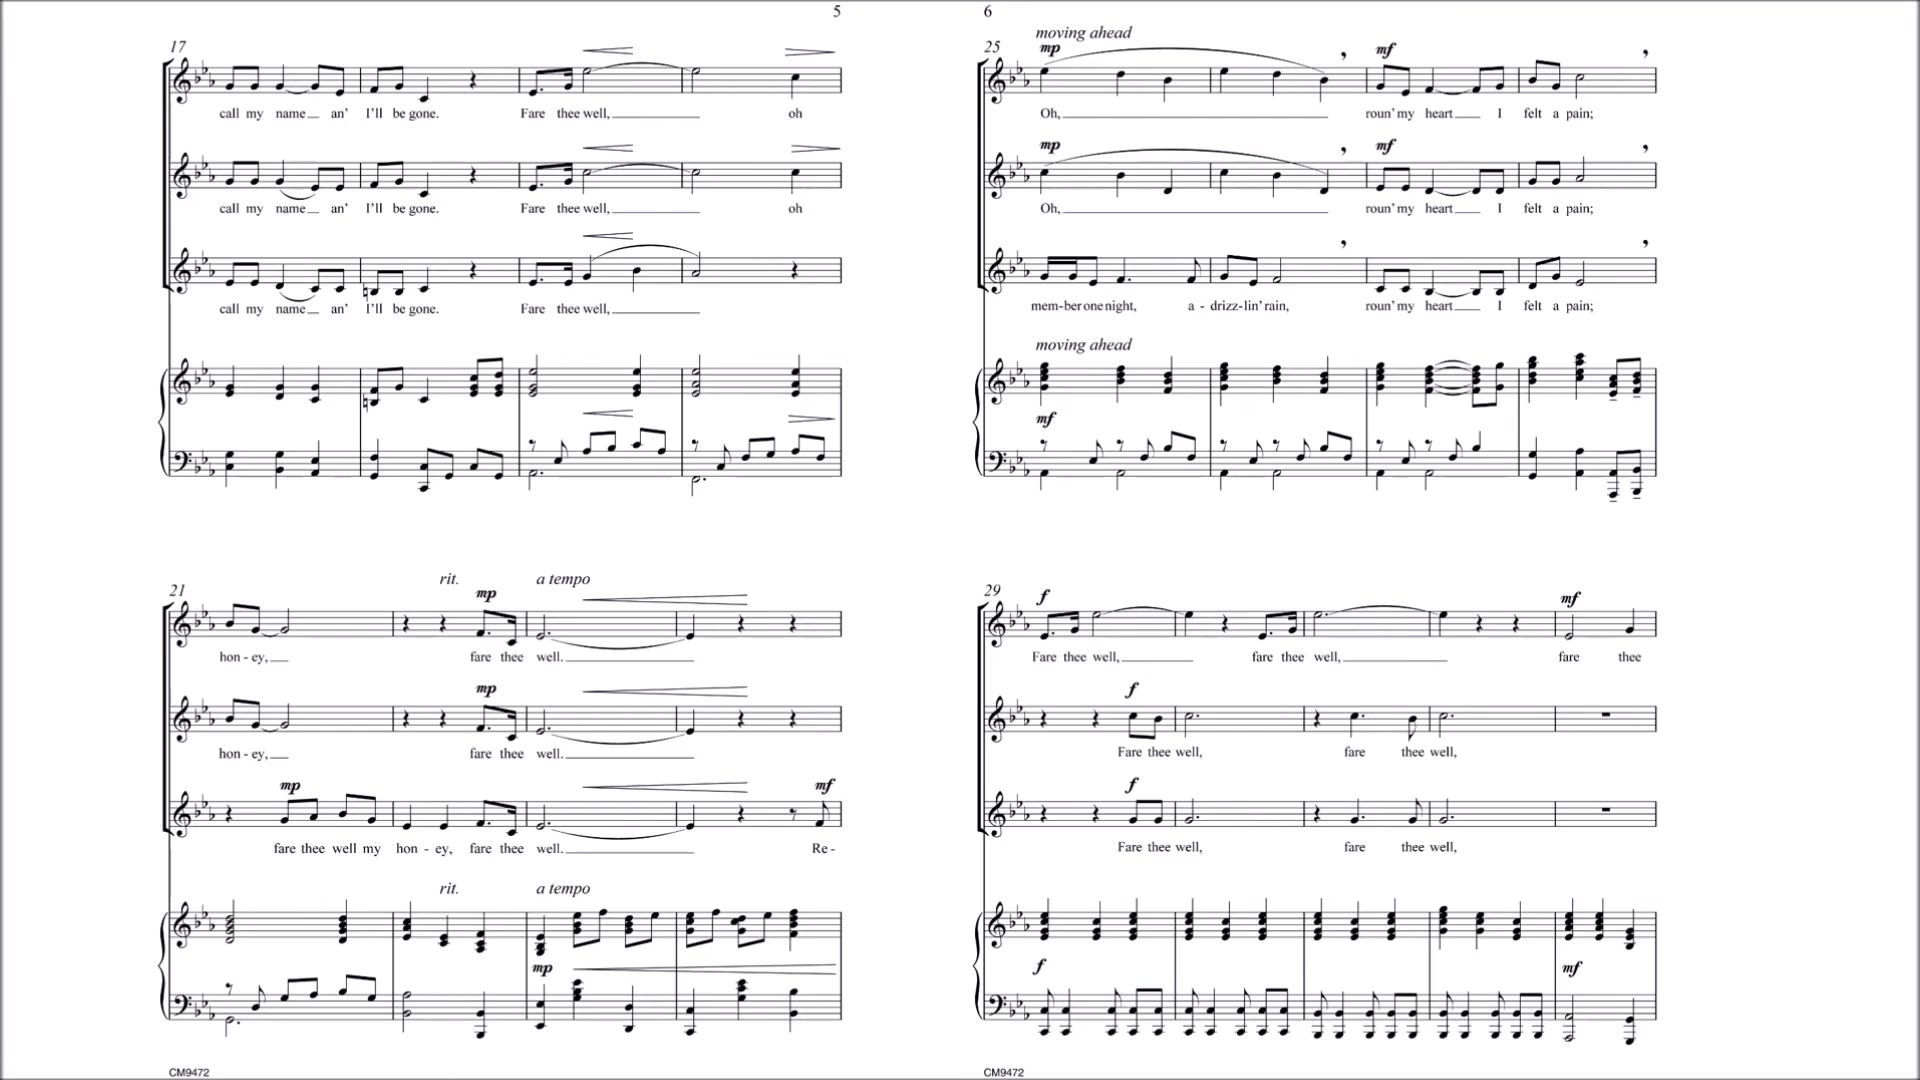 5
17
call my name an' I'll be gone. Fare thee well, oh
call my name an' I'll be gone. Fare thee well, oh
call my name an' I'll be gone. Fare thee well,
21
rit. a tempo
mp
hon - ey, fare thee well.
mp
hon - ey, fare thee well.
mp mf
fare thee well my hon - ey, fare thee well. Re -
rit. a tempo
mp
CM9472
6
moving ahead
25
mp mf
Oh, roun' my heart I felt a pain;
mp mf
Oh, roun' my heart I felt a pain;
mem - ber one night, a - drizz - lin' rain, roun' my heart I felt a pain;
moving ahead
mf
29
f mf
Fare thee well, fare thee well, fare thee
f
Fare thee well, fare thee well,
f
Fare thee well, fare thee well,
f mf
CM9472